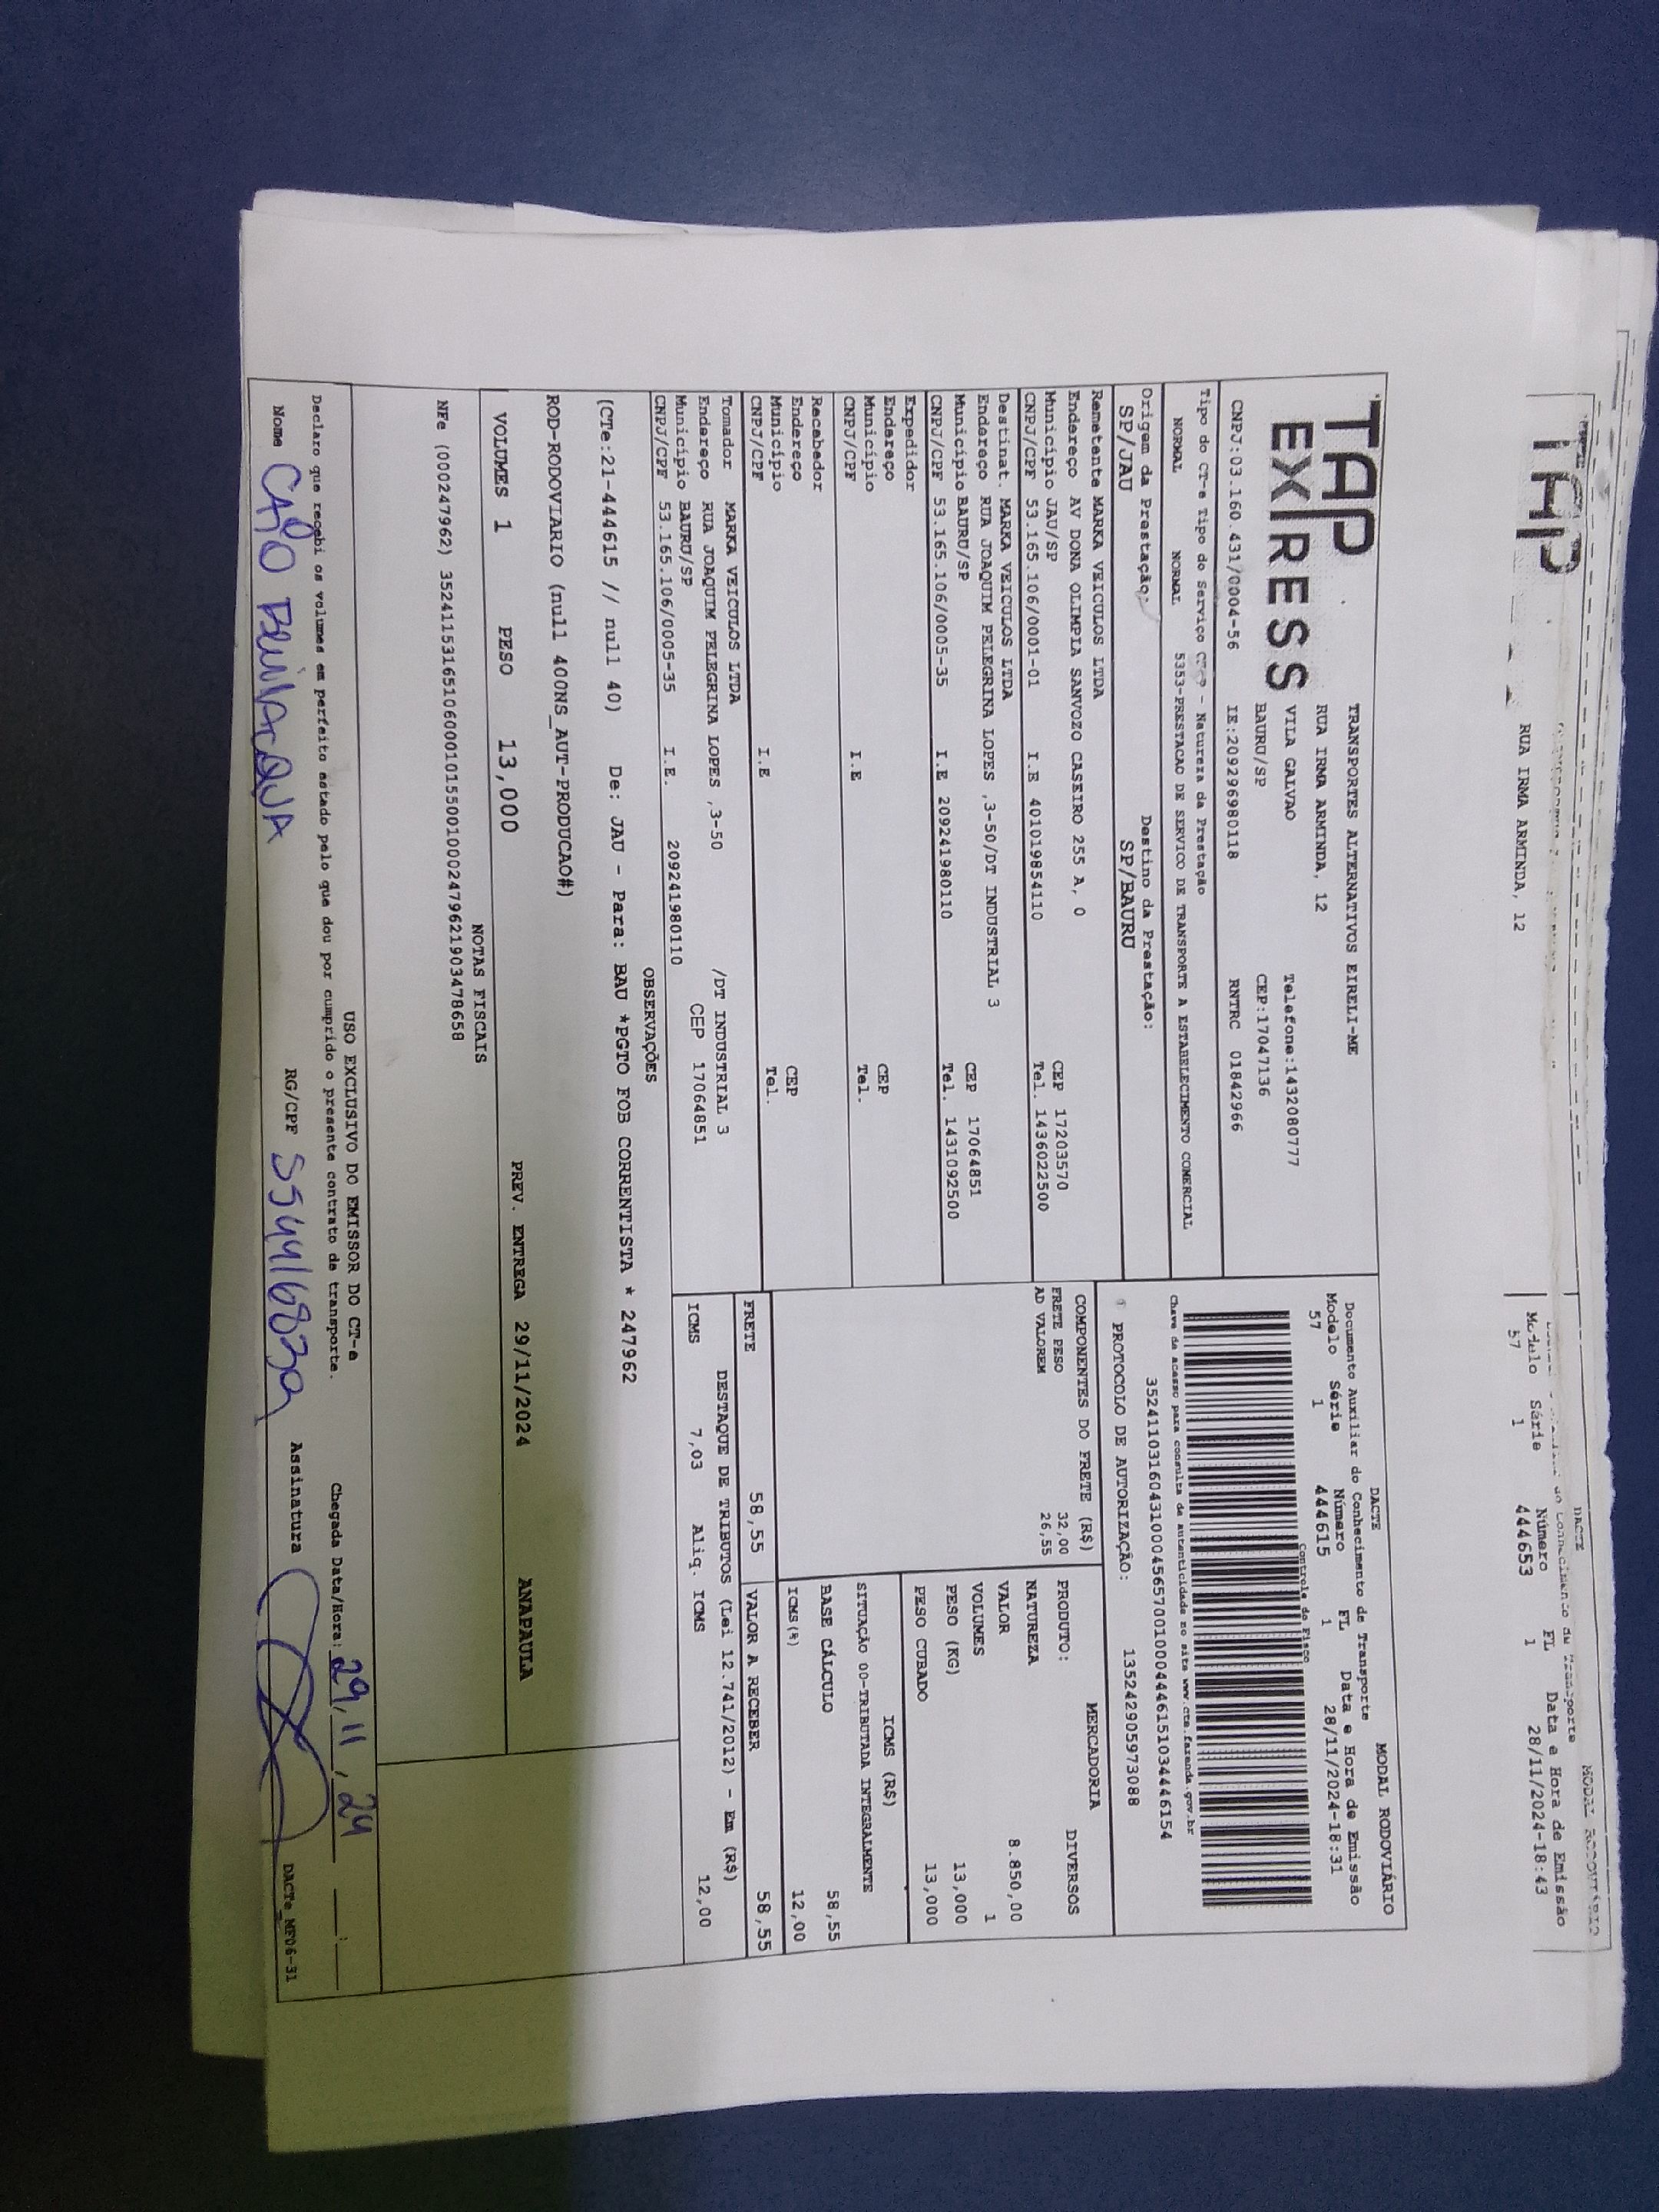 THP
RUA IRMA ARMINDA, 12
DACTE
Modelo Série Número FL Data e Hora de Emissão
57 1 444653 1 28/11/2024-18:43
TAP
EXPRESS
TRANSPORTES ALTERNATIVOS EIRELI-ME
RUA IRMA ARMINDA, 12
VILA GALVAO Telefone:1432080777
BAURU/SP CEP:17047136
CNPJ:03.160.431/0004-56 IE:209296980118 RNTRC 01842966
DACTE MODAL RODOVIÁRIO
Documento Auxiliar do Conhecimento de Transporte
Modelo Série Número FL Data e Hora de Emissão
57 1 444615 1 28/11/2024-18:31
Controle do Fisco
Chave de acesso para consulta de autenticidade no site www.cte.fazenda.gov.br
PROTOCOLO DE AUTORIZAÇÃO: 135242905973088
Tipo do CT-e Tipo do Serviço CFOP - Natureza da Prestação
NORMAL NORMAL 5353-PRESTACAO DE SERVICO DE TRANSPORTE A ESTABELECIMENTO COMERCIAL
Origem da Prestação: Destino da Prestação:
SP/JAU SP/BAURU
Remetente MARKA VEICULOS LTDA
Endereço AV DONA OLIMPIA SANVOZO CASEIRO 255 A, 0
Município JAU/SP CEP 17203570
CNPJ/CPF 53.165.106/0001-01 I.E 401019854110 Tel. 1436022500
Destinat. MARKA VEICULOS LTDA
Endereço RUA JOAQUIM PELEGRINA LOPES ,3-50/DT INDUSTRIAL 3
Município BAURU/SP CEP 17064851
CNPJ/CPF 53.165.106/0005-35 I.E 209241980110 Tel. 1431092500
Expedidor
Endereço
Município CEP
CNPJ/CPF I.E Tel.
Recebedor
Endereço
Município CEP
CNPJ/CPF I.E Tel.
Tomador MARKA VEICULOS LTDA
Endereço RUA JOAQUIM PELEGRINA LOPES ,3-50 /DT INDUSTRIAL 3
Município BAURU/SP CEP 17064851
CNPJ/CPF 53.165.106/0005-35 I.E. 209241980110
COMPONENTES DO FRETE (R$)
FRETE PESO 32,00
AD VALOREM 26,55
MERCADORIA
PRODUTO: DIVERSOS
NATUREZA
VALOR 8.850,00
VOLUMES 1
PESO (KG) 13,000
PESO CUBADO 13,000
ICMS (R$)
SITUAÇÃO 00-TRIBUTADA INTEGRALMENTE
BASE CÁLCULO 58,55
ICMS(%) 12,00
FRETE 58,55 VALOR A RECEBER 58,55
DESTAQUE DE TRIBUTOS (Lei 12.741/2012) - Em (R$)
ICMS 7,03 Aliq. ICMS 12,00
OBSERVAÇÕES
(CTe:21-444615 // null 40) De: JAU - Para: BAU *PGTO FOB CORRENTISTA * 247962
ROD-RODOVIARIO (null 400NS_AUT-PRODUCAO#)
VOLUMES 1 PESO 13,000 PREV. ENTREGA 29/11/2024 ANAPAULA
NOTAS FISCAIS
NFe (000247962) 35241153165106000101550010002479621903478658
USO EXCLUSIVO DO EMISSOR DO CT-e
Declaro que recebi os volumes em perfeito estado pelo que dou por cumprido o presente contrato de transporte. Chegada Data/Hora: 29/11/24
Nome CAIO BEVILACQUA RG/CPF Assinatura DACTe_MF06-31